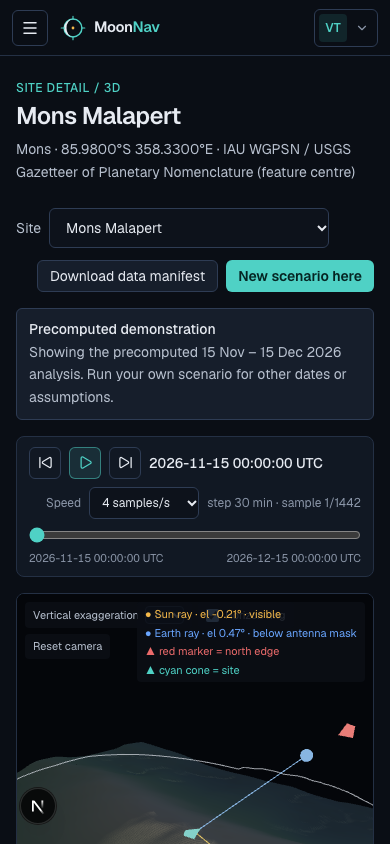 MoonNav
VT
SITE DETAIL / 3D
Mons Malapert
Mons · 85.9800°S 358.3300°E · IAU WGPSN / USGS
Gazetteer of Planetary Nomenclature (feature centre)
Site
Mons Malapert
Download data manifest
New scenario here
Precomputed demonstration
Showing the precomputed 15 Nov – 15 Dec 2026
analysis. Run your own scenario for other dates or
assumptions.
2026-11-15 00:00:00 UTC
Speed
4 samples/s
step 30 min · sample 1/1442
2026-11-15 00:00:00 UTC
2026-12-15 00:00:00 UTC
Vertical exaggeration
● Sun ray · el -0.21° · visible
● Earth ray · el 0.47° · below antenna mask
Reset camera
▲ red marker = north edge
▲ cyan cone = site
N